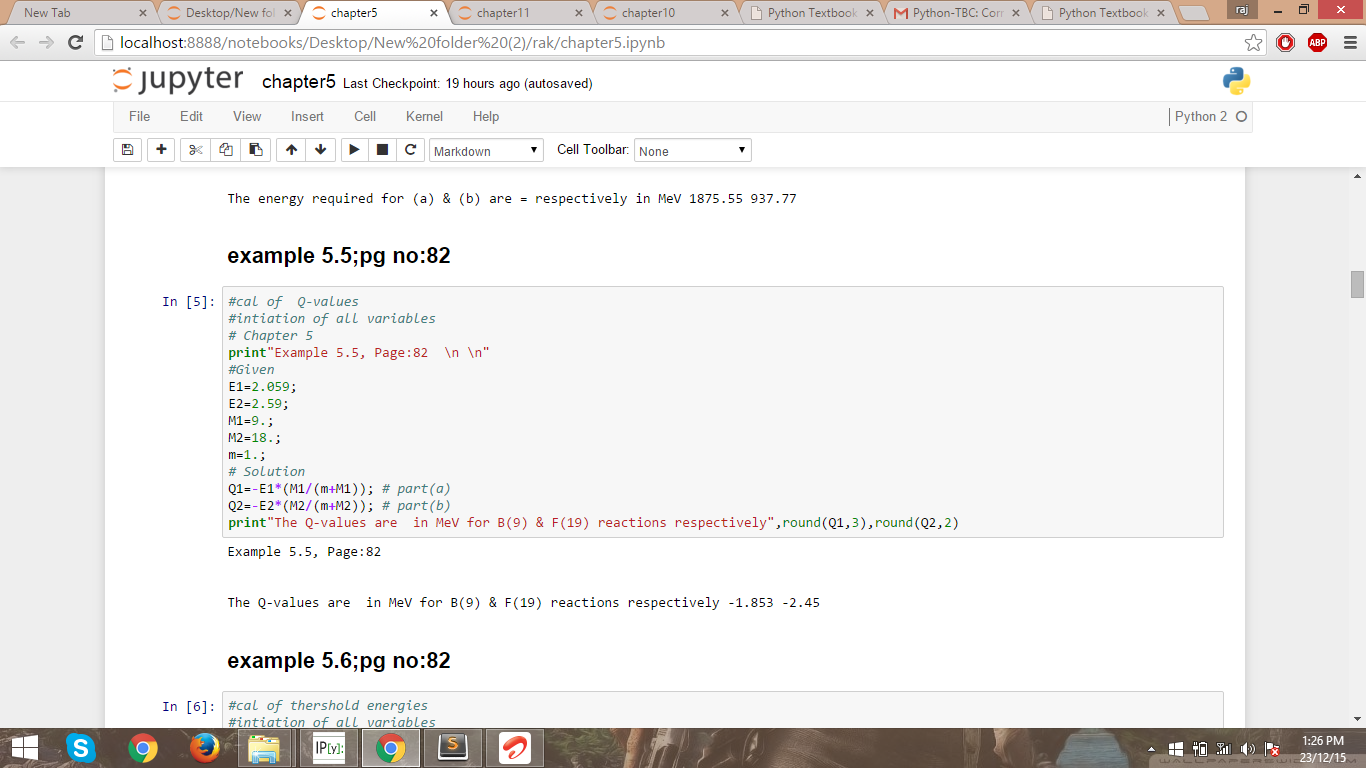 New Tab
Desktop/New fol
chapter5
chapter11
chapter10
Python Textbook
Python-TBC: Corr
Python Textbook
raj
localhost:8888/notebooks/Desktop/New%20folder%20(2)/rak/chapter5.ipynb
ABP
jupyter chapter5 Last Checkpoint: 19 hours ago (autosaved)
File Edit View Insert Cell Kernel Help
Python 2
Markdown
Cell Toolbar: None
The energy required for (a) & (b) are = respectively in MeV 1875.55 937.77
example 5.5;pg no:82
In [5]:
#cal of  Q-values
#intiation of all variables
# Chapter 5
print"Example 5.5, Page:82  \n \n"
#Given
E1=2.059;
E2=2.59;
M1=9.;
M2=18.;
m=1.;
# Solution
Q1=-E1*(M1/(m+M1)); # part(a)
Q2=-E2*(M2/(m+M2)); # part(b)
print"The Q-values are  in MeV for B(9) & F(19) reactions respectively",round(Q1,3),round(Q2,2)
Example 5.5, Page:82
The Q-values are  in MeV for B(9) & F(19) reactions respectively -1.853 -2.45
example 5.6;pg no:82
In [6]:
#cal of thershold energies
#intiation of all variables
IP[y]:
1:26 PM
23/12/15